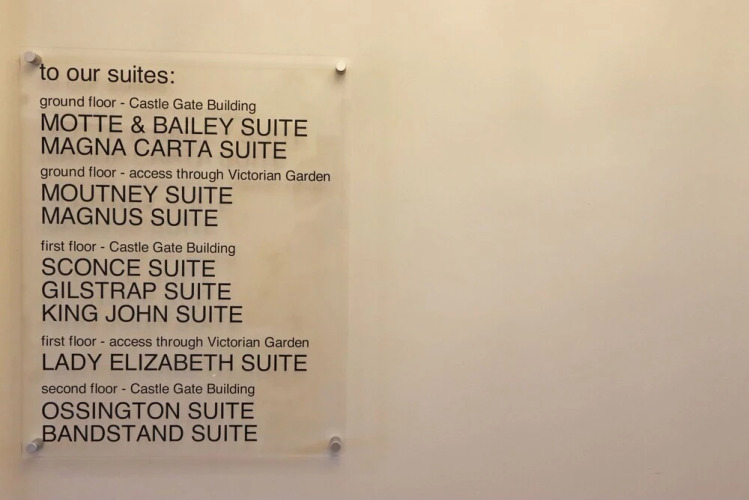 to our suites:
ground floor - Castle Gate Building
MOTTE & BAILEY SUITE
MAGNA CARTA SUITE
ground floor - access through Victorian Garden
MOUTNEY SUITE
MAGNUS SUITE
first floor - Castle Gate Building
SCONCE SUITE
GILSTRAP SUITE
KING JOHN SUITE
first floor - access through Victorian Garden
LADY ELIZABETH SUITE
second floor - Castle Gate Building
OSSINGTON SUITE
BANDSTAND SUITE